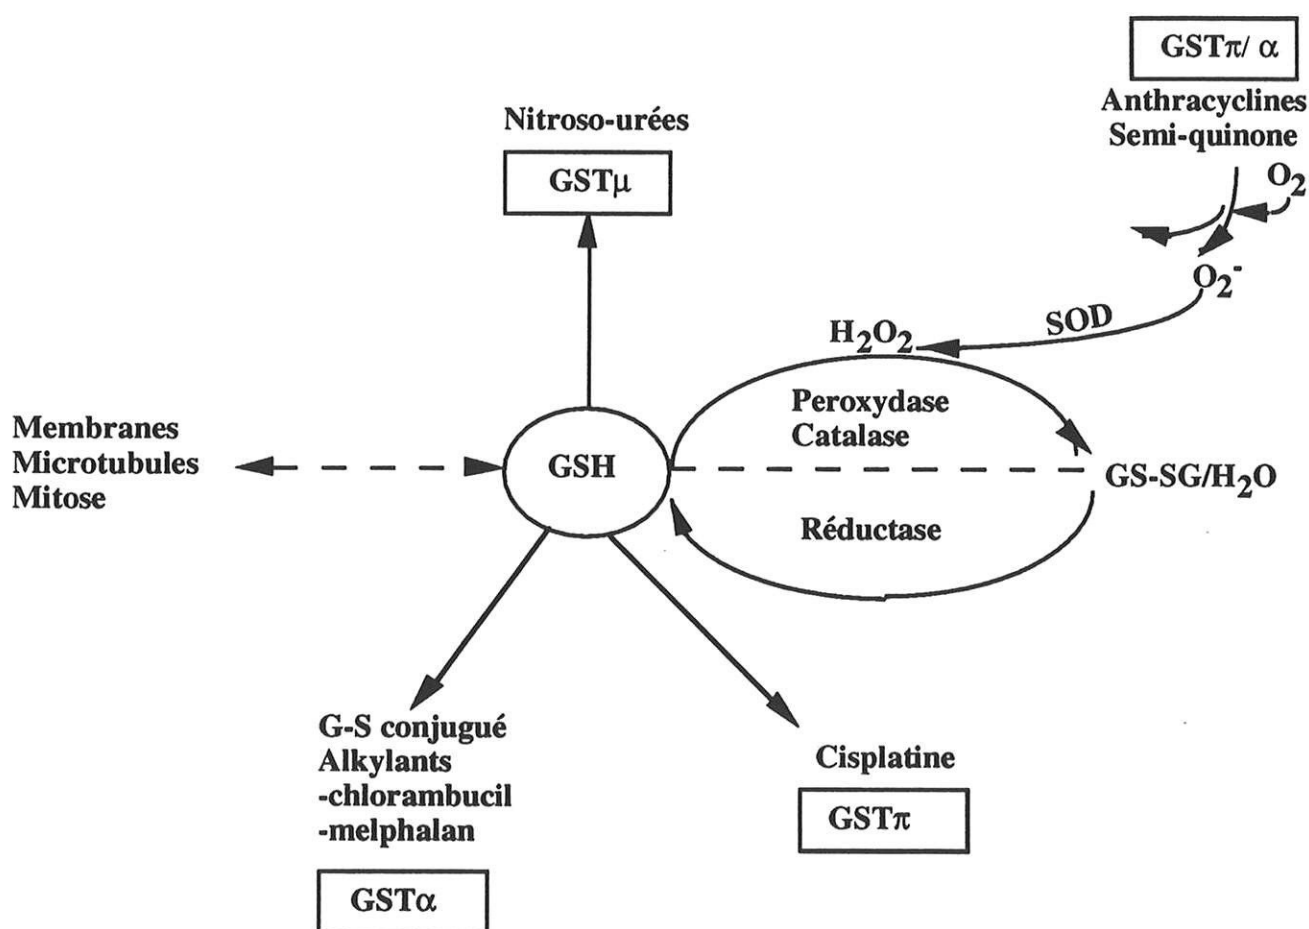 GSTπ/ α
Anthracyclines
Semi-quinone
O2
O2-
SOD
Nitroso-urées
GSTμ
H2O2
Peroxydase
Catalase
Membranes
Microtubules
Mitose
GSH
GS-SG/H2O
Réductase
G-S conjugué
Alkylants
-chlorambucil
-melphalan
GSTα
Cisplatine
GSTπ